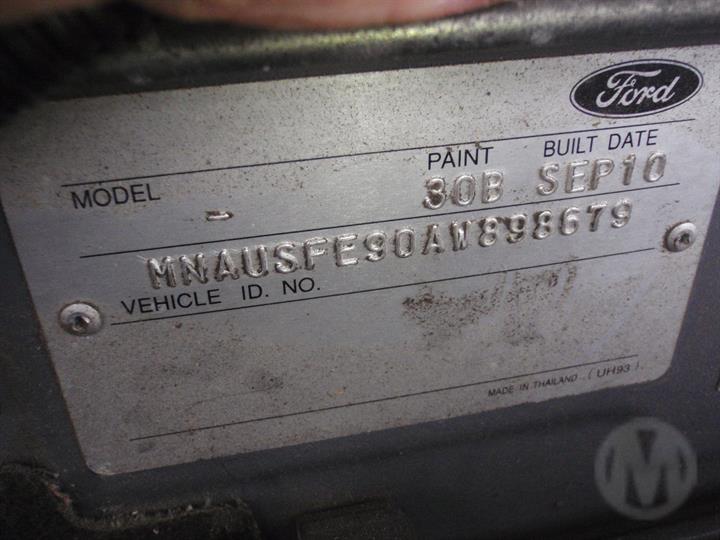 Ford
PAINT BUILT DATE
MODEL - 30B SEP10
MNAUSFE90AW898679
VEHICLE ID. NO.
MADE IN THAILAND (UH93)
M